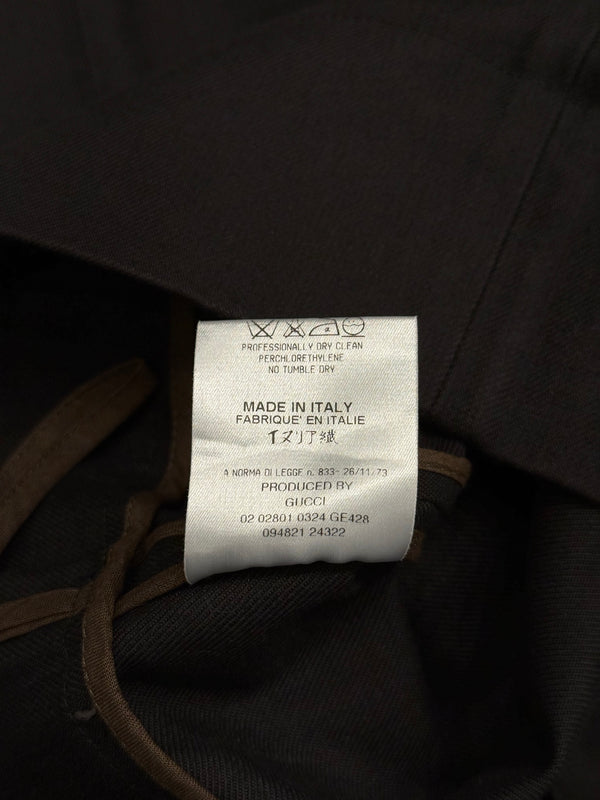 PROFESSIONALLY DRY CLEAN
PERCHLORETHYLENE
NO TUMBLE DRY
MADE IN ITALY
FABRIQUE' EN ITALIE
イタリア織
A NORMA DI LEGGE n. 833- 26/11/73
PRODUCED BY
GUCCI
02 02801 0324 GE428
094821 24322